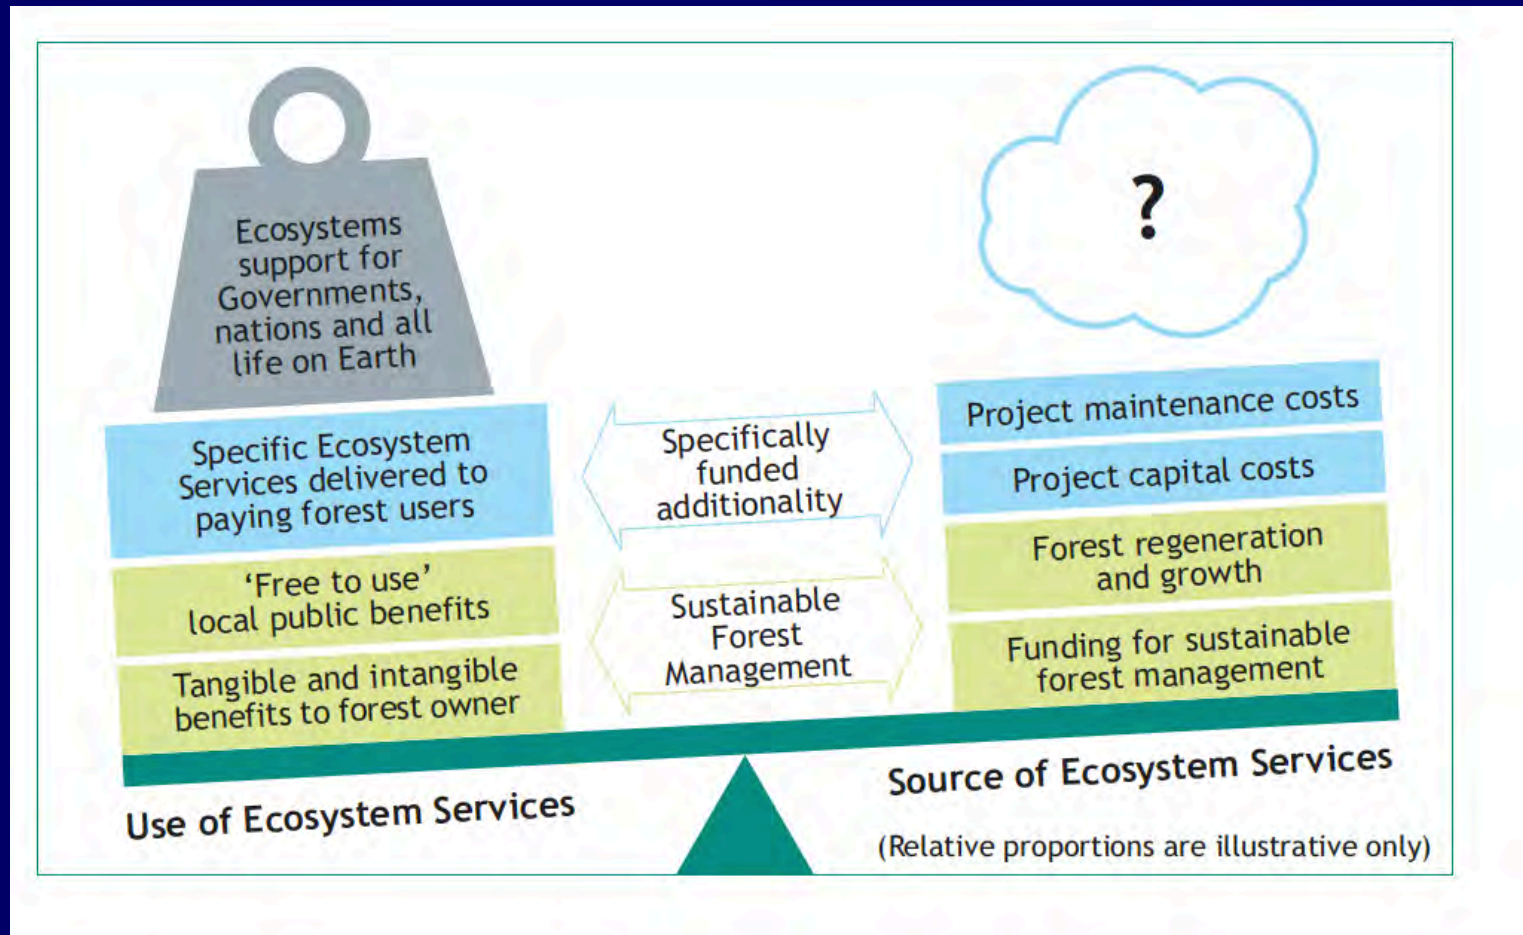 Ecosystems
support for
Governments,
nations and all
life on Earth
?
Specific Ecosystem
Services delivered to
paying forest users
Specifically
funded
additionality
Project maintenance costs
Project capital costs
‘Free to use’
local public benefits
Sustainable
Forest
Management
Forest regeneration
and growth
Tangible and intangible
benefits to forest owner
Funding for sustainable
forest management
Use of Ecosystem Services
Source of Ecosystem Services
(Relative proportions are illustrative only)